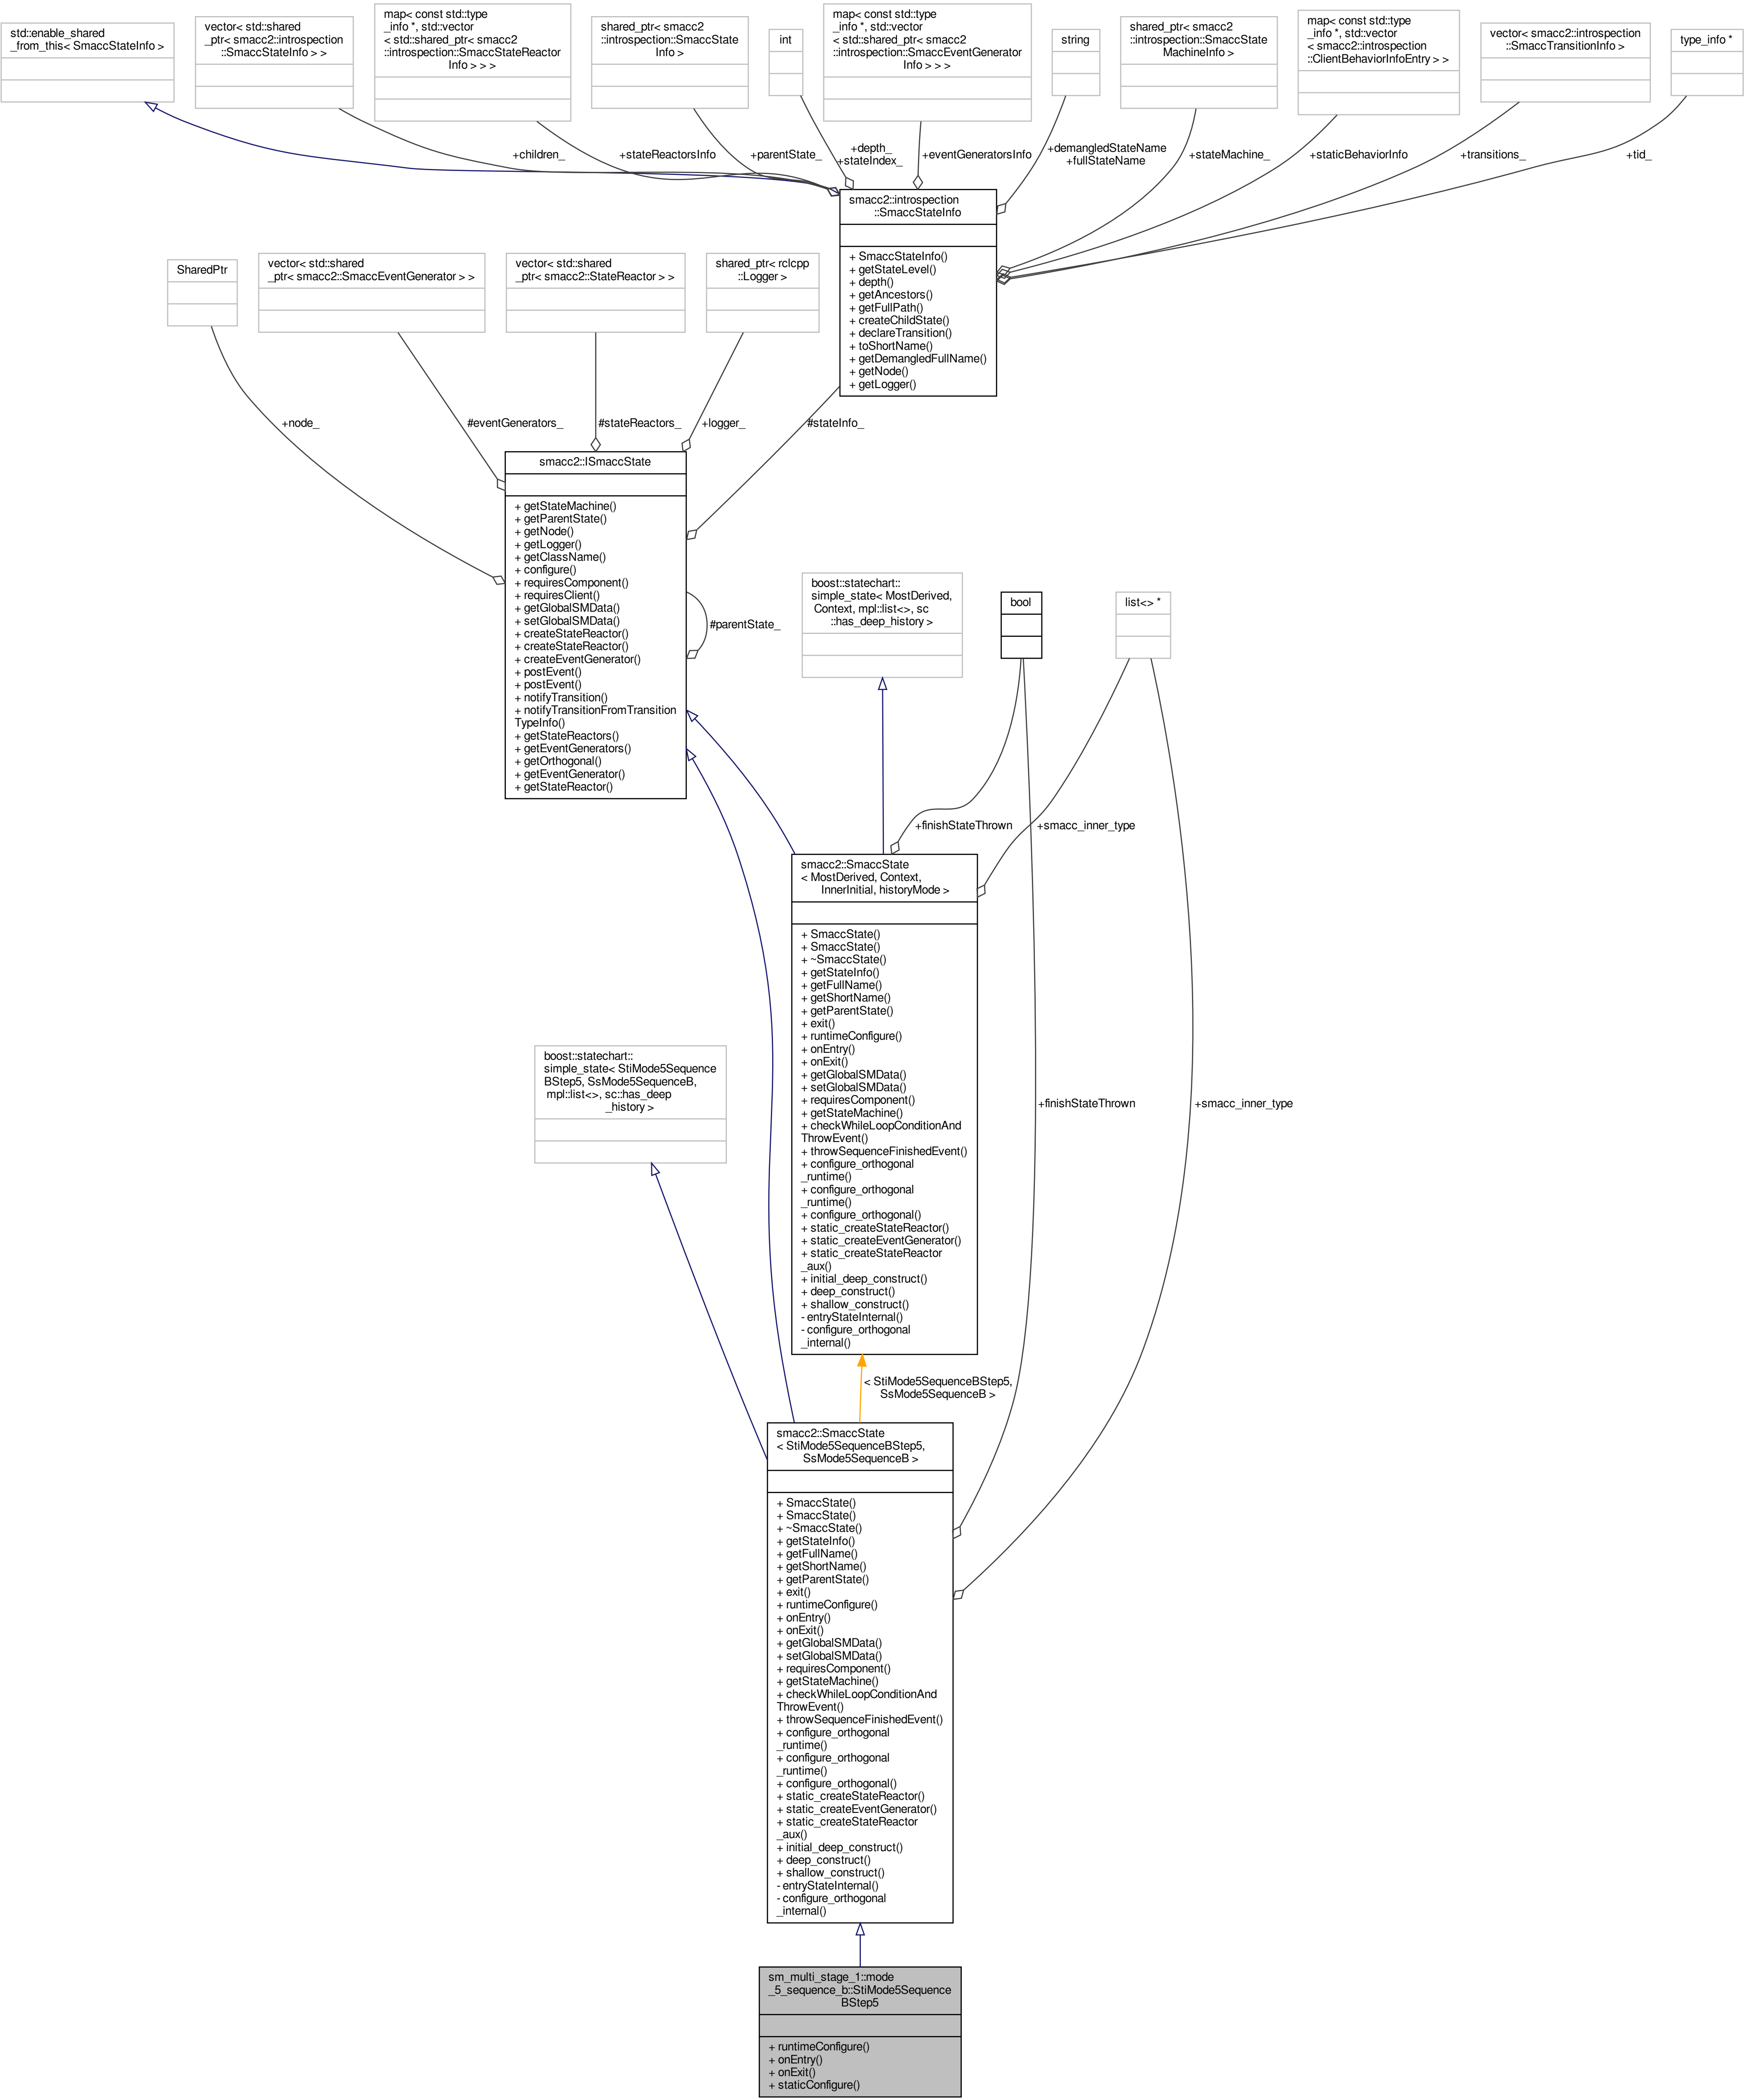 std::enable_shared
_from_this< SmaccStateInfo >
vector< std::shared
_ptr< smacc2::introspection
::SmaccStateInfo > >
map< const std::type
_info *, std::vector
< std::shared_ptr< smacc2
::introspection::SmaccStateReactor
Info > > >
shared_ptr< smacc2
::introspection::SmaccState
Info >
int
map< const std::type
_info *, std::vector
< std::shared_ptr< smacc2
::introspection::SmaccEventGenerator
Info > > >
string
shared_ptr< smacc2
::introspection::SmaccState
MachineInfo >
map< const std::type
_info *, std::vector
< smacc2::introspection
::ClientBehaviorInfoEntry > >
vector< smacc2::introspection
::SmaccTransitionInfo >
type_info *
+children_
+stateReactorsInfo
+parentState_
+depth_
+stateIndex_
+eventGeneratorsInfo
+demangledStateName
+fullStateName
+stateMachine_
+staticBehaviorInfo
+transitions_
+tid_
smacc2::introspection
::SmaccStateInfo
+ SmaccStateInfo()
+ getStateLevel()
+ depth()
+ getAncestors()
+ getFullPath()
+ createChildState()
+ declareTransition()
+ toShortName()
+ getDemangledFullName()
+ getNode()
+ getLogger()
SharedPtr
vector< std::shared
_ptr< smacc2::SmaccEventGenerator > >
vector< std::shared
_ptr< smacc2::StateReactor > >
shared_ptr< rclcpp
::Logger >
+node_
#eventGenerators_
#stateReactors_
+logger_
#stateInfo_
smacc2::ISmaccState
+ getStateMachine()
+ getParentState()
+ getNode()
+ getLogger()
+ getClassName()
+ configure()
+ requiresComponent()
+ requiresClient()
+ getGlobalSMData()
+ setGlobalSMData()
+ createStateReactor()
+ createStateReactor()
+ createEventGenerator()
+ postEvent()
+ postEvent()
+ notifyTransition()
+ notifyTransitionFromTransition
TypeInfo()
+ getStateReactors()
+ getEventGenerators()
+ getOrthogonal()
+ getEventGenerator()
+ getStateReactor()
#parentState_
boost::statechart::
simple_state< MostDerived,
Context, mpl::list<>, sc
::has_deep_history >
bool
list<> *
+finishStateThrown
+smacc_inner_type
smacc2::SmaccState
< MostDerived, Context,
InnerInitial, historyMode >
+ SmaccState()
+ SmaccState()
+ ~SmaccState()
+ getStateInfo()
+ getFullName()
+ getShortName()
+ getParentState()
+ exit()
+ runtimeConfigure()
+ onEntry()
+ onExit()
+ getGlobalSMData()
+ setGlobalSMData()
+ requiresComponent()
+ getStateMachine()
+ checkWhileLoopConditionAnd
ThrowEvent()
+ throwSequenceFinishedEvent()
+ configure_orthogonal
_runtime()
+ configure_orthogonal
_runtime()
+ configure_orthogonal()
+ static_createStateReactor()
+ static_createEventGenerator()
+ static_createStateReactor
_aux()
+ initial_deep_construct()
+ deep_construct()
+ shallow_construct()
- entryStateInternal()
- configure_orthogonal
_internal()
boost::statechart::
simple_state< StiMode5Sequence
BStep5, SsMode5SequenceB,
mpl::list<>, sc::has_deep
_history >
+finishStateThrown
+smacc_inner_type
< StiMode5SequenceBStep5,
SsMode5SequenceB >
smacc2::SmaccState
< StiMode5SequenceBStep5,
SsMode5SequenceB >
+ SmaccState()
+ SmaccState()
+ ~SmaccState()
+ getStateInfo()
+ getFullName()
+ getShortName()
+ getParentState()
+ exit()
+ runtimeConfigure()
+ onEntry()
+ onExit()
+ getGlobalSMData()
+ setGlobalSMData()
+ requiresComponent()
+ getStateMachine()
+ checkWhileLoopConditionAnd
ThrowEvent()
+ throwSequenceFinishedEvent()
+ configure_orthogonal
_runtime()
+ configure_orthogonal
_runtime()
+ configure_orthogonal()
+ static_createStateReactor()
+ static_createEventGenerator()
+ static_createStateReactor
_aux()
+ initial_deep_construct()
+ deep_construct()
+ shallow_construct()
- entryStateInternal()
- configure_orthogonal
_internal()
sm_multi_stage_1::mode
_5_sequence_b::StiMode5Sequence
BStep5
+ runtimeConfigure()
+ onEntry()
+ onExit()
+ staticConfigure()